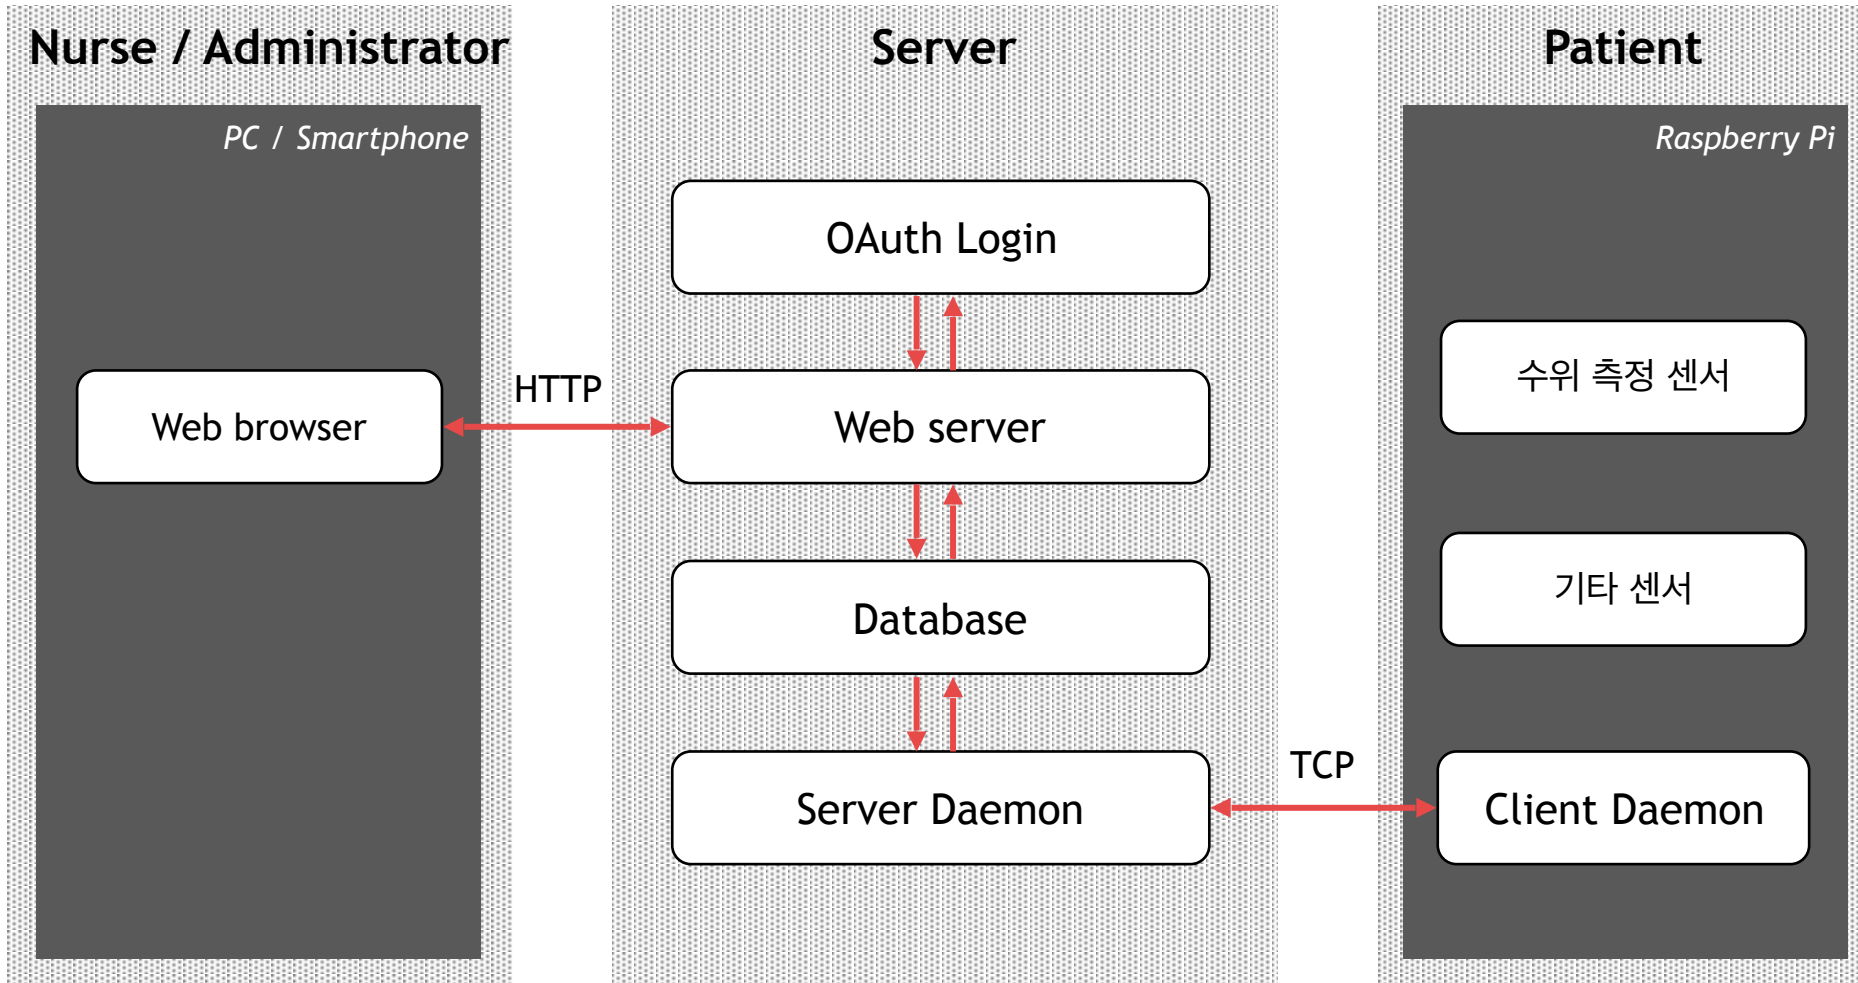 Nurse / Administrator
PC / Smartphone
Web browser
HTTP
Server
OAuth Login
Web server
Database
Server Daemon
TCP
Patient
Raspberry Pi
수위 측정 센서
기타 센서
Client Daemon